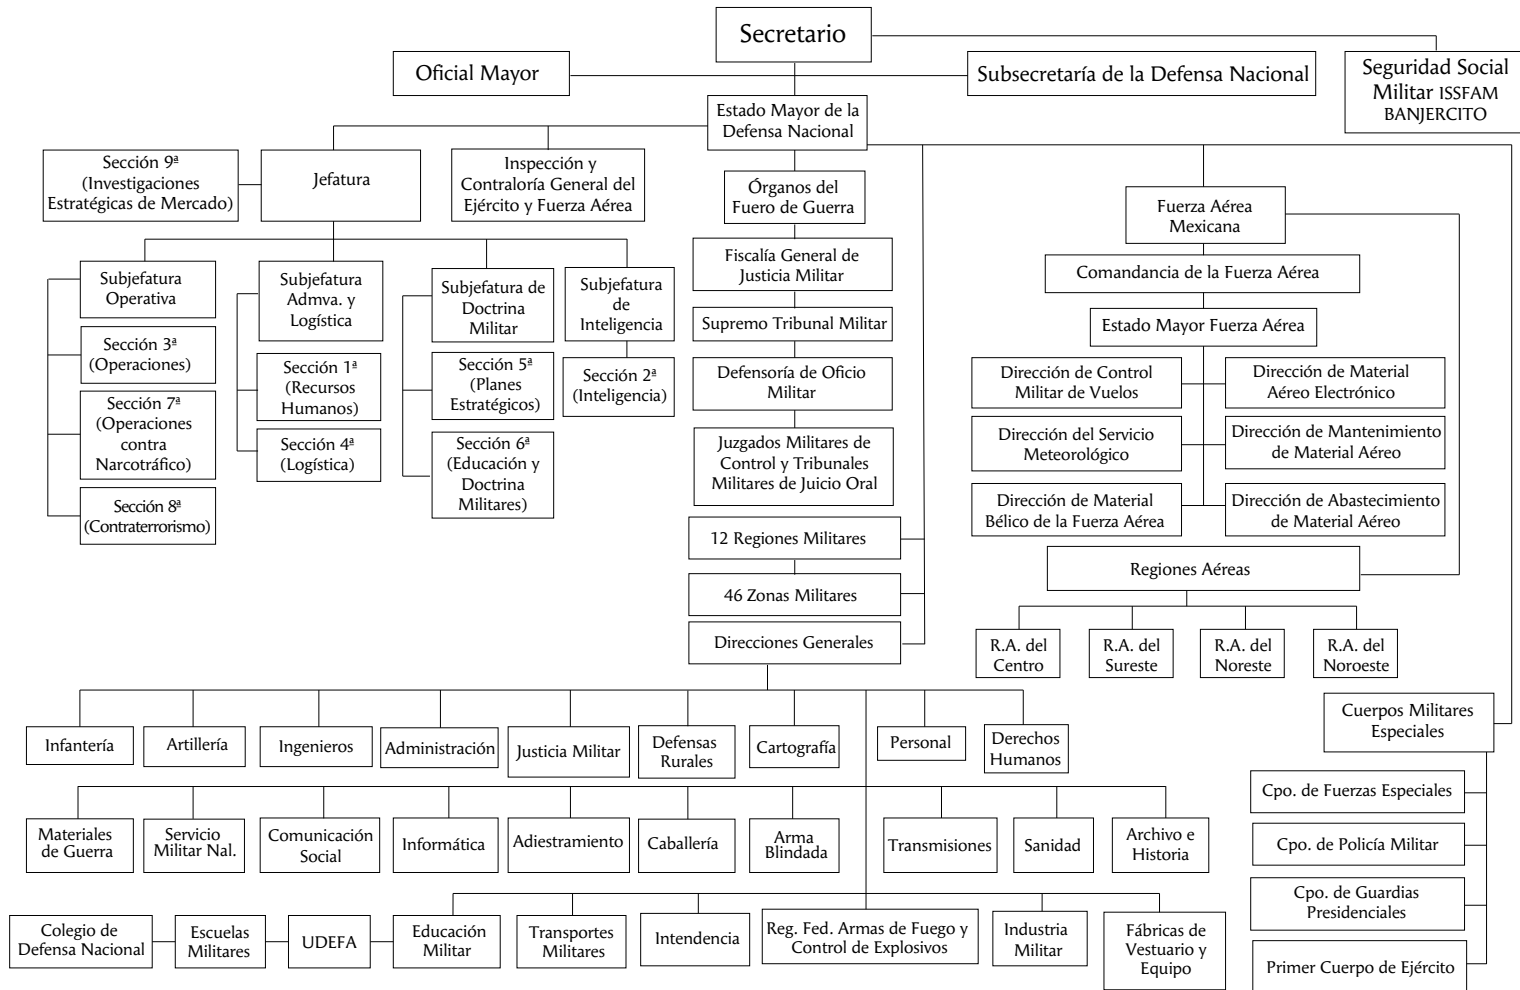 Secretario
Oficial Mayor
Subsecretaría de la Defensa Nacional
Seguridad Social
Militar ISSFAM
BANJERCITO
Estado Mayor de la
Defensa Nacional
Sección 9ª
(Investigaciones
Estratégicas de Mercado)
Jefatura
Inspección y
Contraloría General del
Ejército y Fuerza Aérea
Órganos del
Fuero de Guerra
Fuerza Aérea
Mexicana
Fiscalía General de
Justicia Militar
Comandancia de la Fuerza Aérea
Subjefatura
Operativa
Subjefatura
Admva. y
Logística
Subjefatura de
Doctrina
Militar
Subjefatura
de
Inteligencia
Supremo Tribunal Militar
Estado Mayor Fuerza Aérea
Sección 3ª
(Operaciones)
Sección 1ª
(Recursos
Humanos)
Sección 5ª
(Planes
Estratégicos)
Sección 2ª
(Inteligencia)
Defensoría de Oficio
Militar
Dirección de Control
Militar de Vuelos
Dirección de Material
Aéreo Electrónico
Sección 7ª
(Operaciones
contra
Narcotráfico)
Sección 4ª
(Logística)
Sección 6ª
(Educación y
Doctrina
Militares)
Juzgados Militares de
Control y Tribunales
Militares de Juicio Oral
Dirección del Servicio
Meteorológico
Dirección de Mantenimiento
de Material Aéreo
Sección 8ª
(Contraterrorismo)
Dirección de Material
Bélico de la Fuerza Aérea
Dirección de Abastecimiento
de Material Aéreo
12 Regiones Militares
Regiones Aéreas
46 Zonas Militares
Direcciones Generales
R.A. del
Centro
R.A. del
Sureste
R.A. del
Noreste
R.A. del
Noroeste
Infantería
Artillería
Ingenieros
Administración
Justicia Militar
Defensas
Rurales
Cartografía
Personal
Derechos
Humanos
Cuerpos Militares
Especiales
Cpo. de Fuerzas Especiales
Materiales
de Guerra
Servicio
Militar Nal.
Comunicación
Social
Informática
Adiestramiento
Caballería
Arma
Blindada
Transmisiones
Sanidad
Archivo e
Historia
Cpo. de Policía Militar
Cpo. de Guardias
Presidenciales
Colegio de
Defensa Nacional
Escuelas
Militares
UDEFA
Educación
Militar
Transportes
Militares
Intendencia
Reg. Fed. Armas de Fuego y
Control de Explosivos
Industria
Militar
Fábricas de
Vestuario y
Equipo
Primer Cuerpo de Ejército